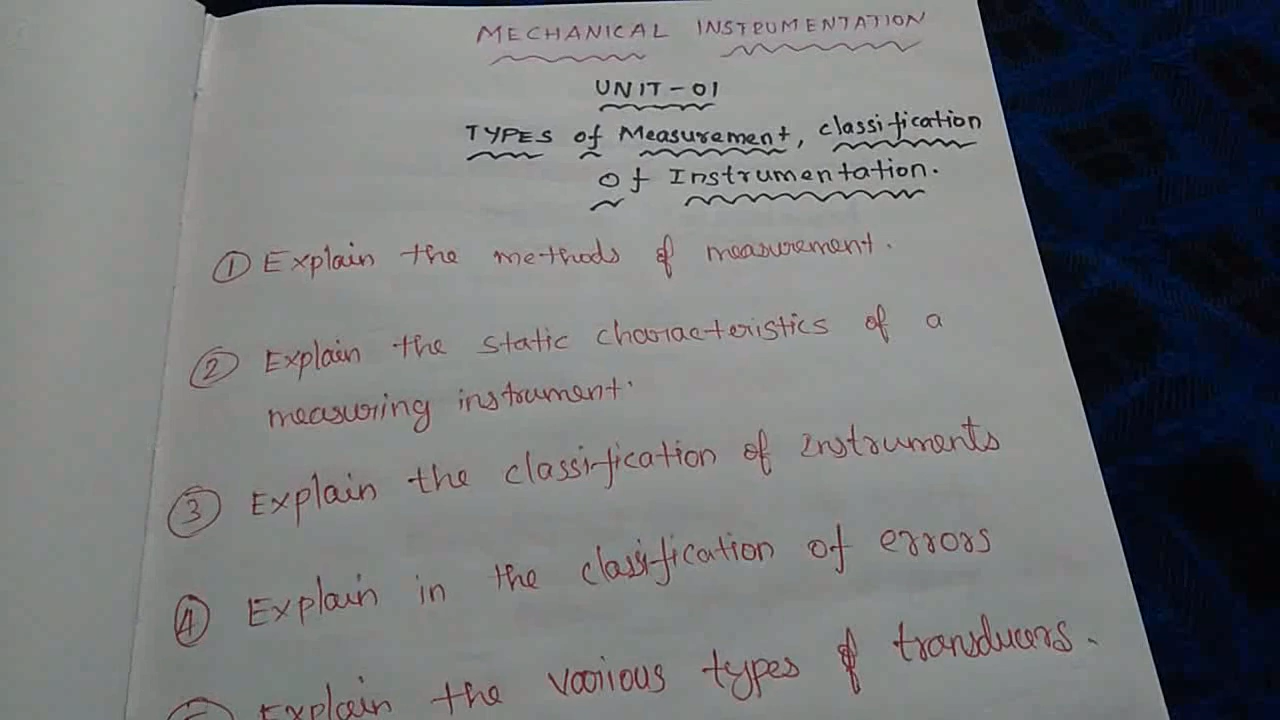 MECHANICAL INSTRUMENTATION
UNIT-01
TYPES of Measurement, classification
of Instrumentation.
① Explain the methods of measurement.
② Explain the static characteristics of a
measuring instrument.
③ Explain the classification of Instruments
④ Explain in the classification of errors
⑤ Explain the various types of transducers.